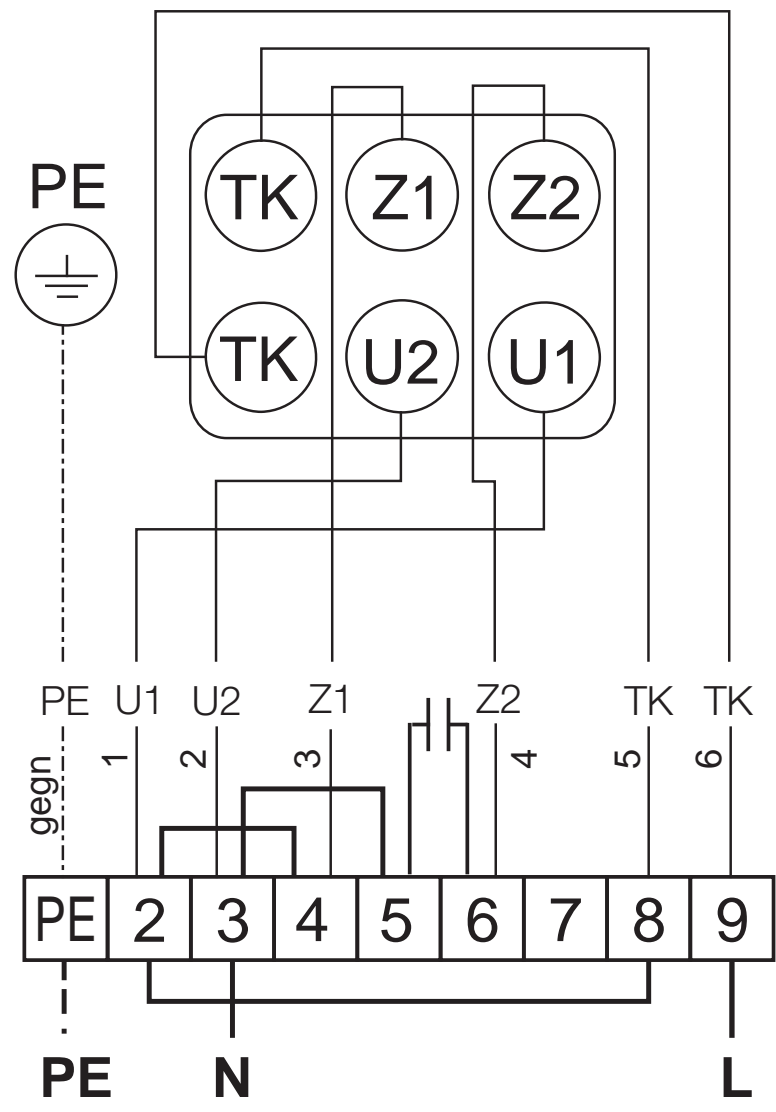 PE
TK Z1 Z2
TK U2 U1
PE U1 U2 Z1 Z2 TK TK
gegn 1 2 3 4 5 6
PE 2 3 4 5 6 7 8 9
PE N L